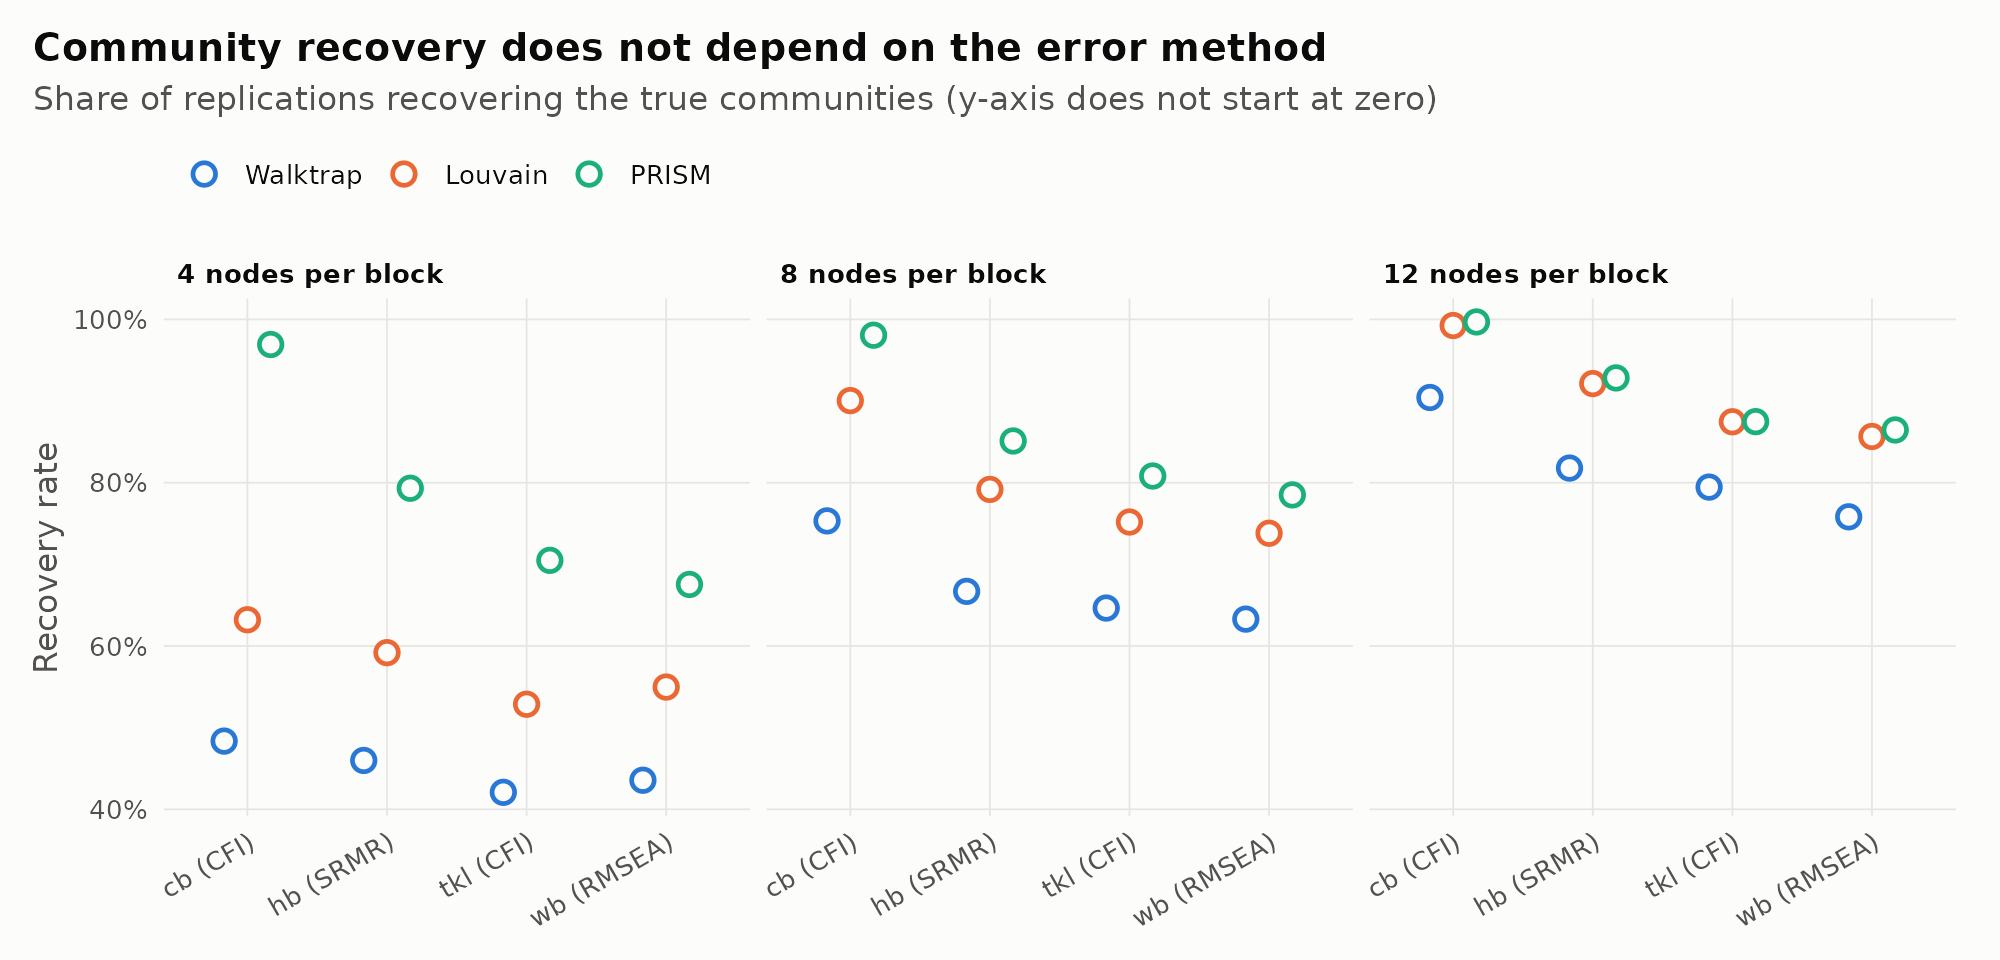 Community recovery does not depend on the error method
Share of replications recovering the true communities (y-axis does not start at zero)
Walktrap Louvain PRISM
4 nodes per block 8 nodes per block 12 nodes per block
Recovery rate
100%
80%
60%
40%
cb (CFI) hb (SRMR) tkl (CFI) wb (RMSEA) cb (CFI) hb (SRMR) tkl (CFI) wb (RMSEA) cb (CFI) hb (SRMR) tkl (CFI) wb (RMSEA)